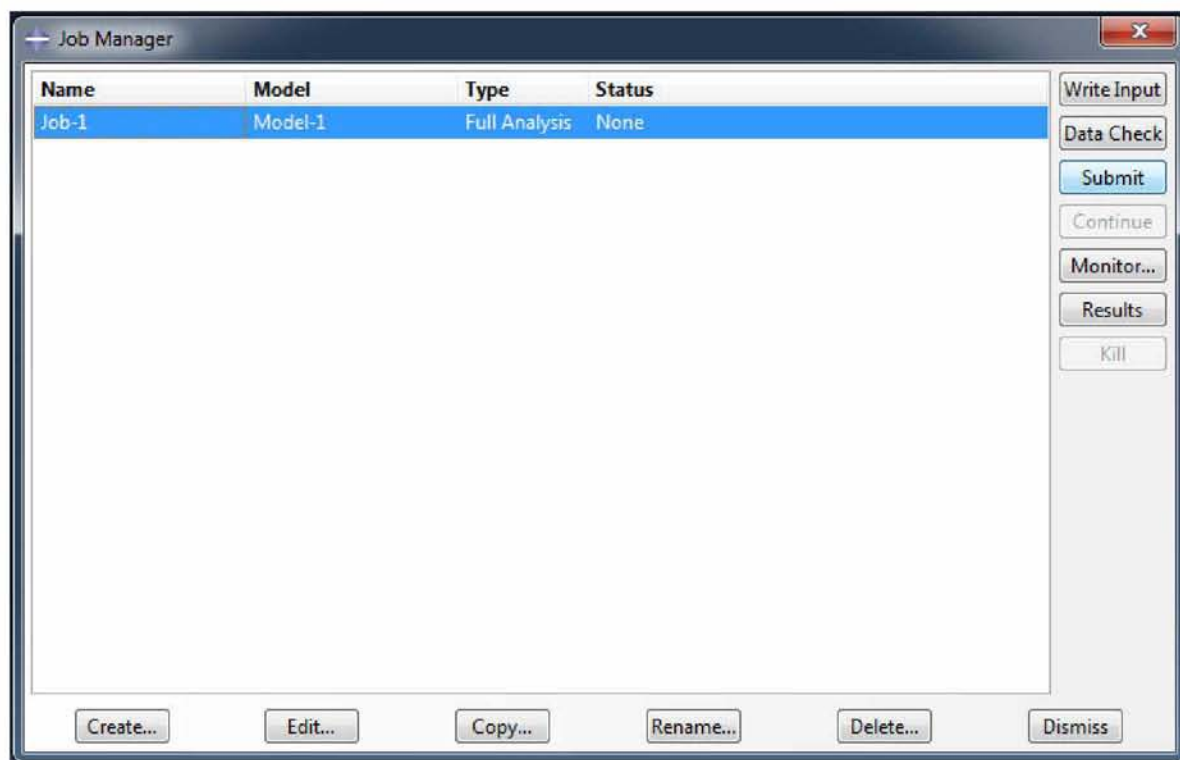 Job Manager
Name Model Type Status
Job-1 Model-1 Full Analysis None
Write Input
Data Check
Submit
Continue
Monitor...
Results
Kill
Create... Edit... Copy... Rename... Delete... Dismiss